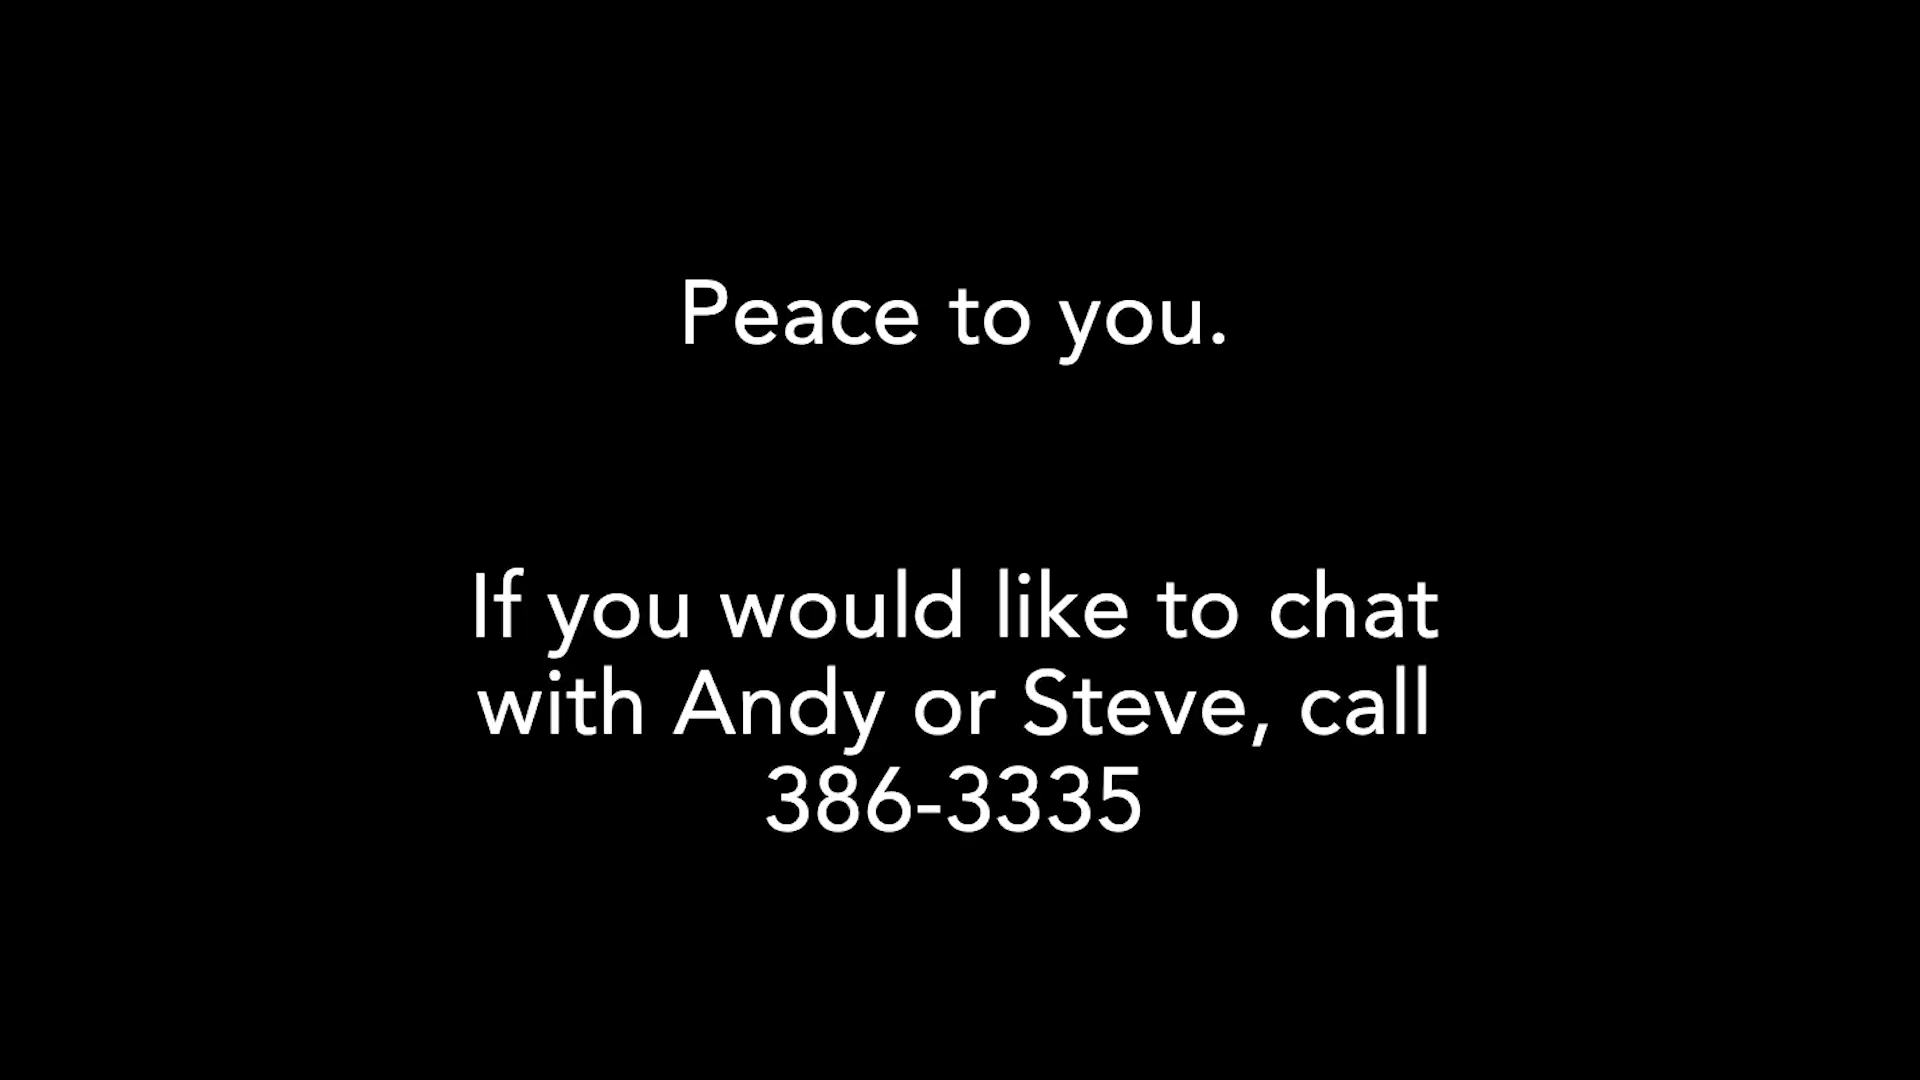 Peace to you.
If you would like to chat
with Andy or Steve, call
386-3335